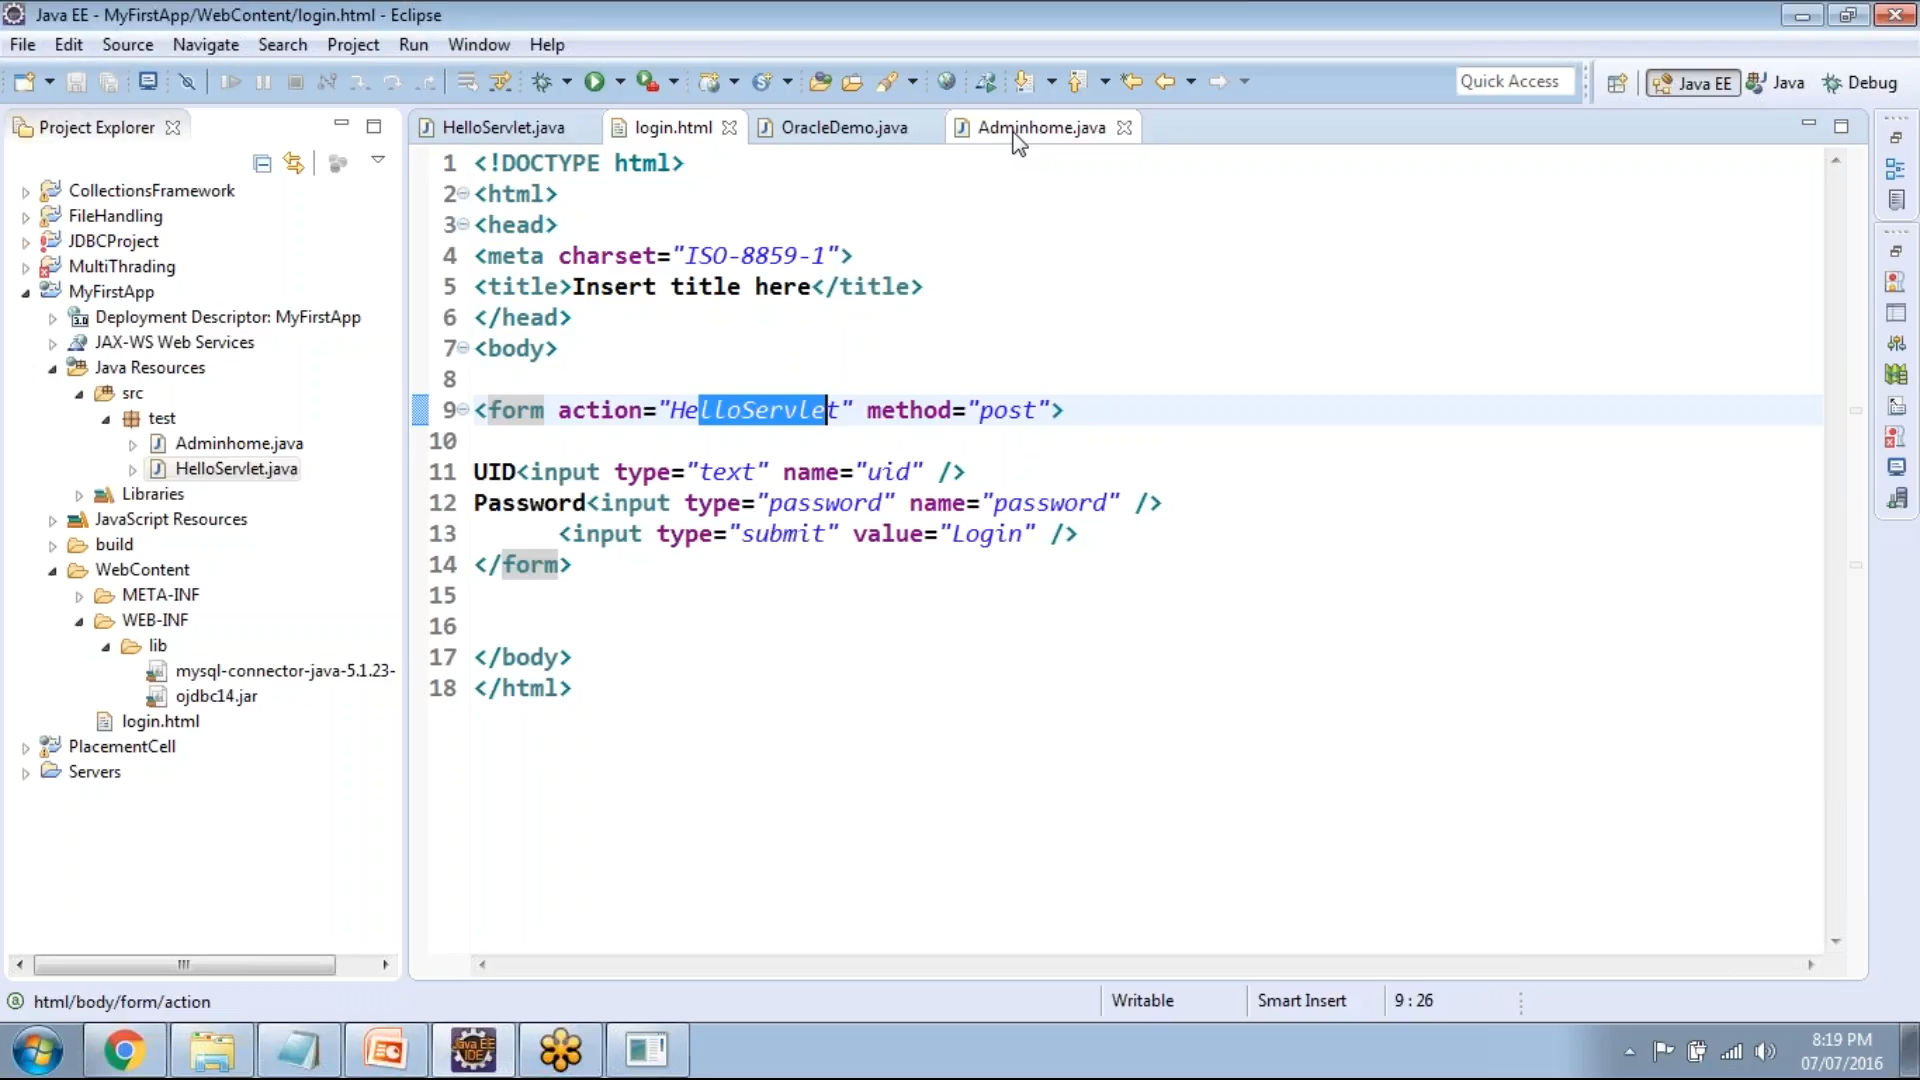 Java EE - MyFirstApp/WebContent/login.html - Eclipse
File Edit Source Navigate Search Project Run Window Help
Quick Access Java EE Java Debug
Project Explorer
HelloServlet.java login.html OracleDemo.java Adminhome.java
CollectionsFramework
FileHandling
JDBCProject
MultiThrading
MyFirstApp
3.0 Deployment Descriptor: MyFirstApp
JAX-WS Web Services
Java Resources
src
test
Adminhome.java
HelloServlet.java
Libraries
JavaScript Resources
build
WebContent
META-INF
WEB-INF
lib
mysql-connector-java-5.1.23-
ojdbc14.jar
login.html
PlacementCell
Servers
1 <!DOCTYPE html>
2 <html>
3 <head>
4 <meta charset="ISO-8859-1">
5 <title>Insert title here</title>
6 </head>
7 <body>
8
9 <form action="HelloServlet" method="post">
10
11 UID<input type="text" name="uid" />
12 Password<input type="password" name="password" />
13 <input type="submit" value="Login" />
14 </form>
15
16
17 </body>
18 </html>
html/body/form/action Writable Smart Insert 9 : 26
Java EE
IDE
8:19 PM
07/07/2016